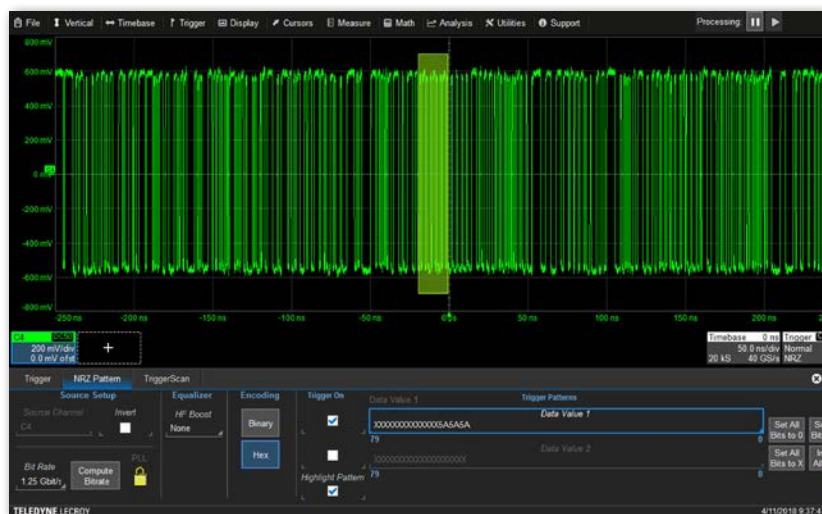 File Vertical Timebase Trigger Display Cursors Measure Math Analysis Utilities Support Processing:
800 mV
600 mV
400 mV
200 mV
0 mV
-200 mV
-400 mV
-600 mV
-800 mV
-250 ns -200 ns -150 ns -100 ns -50 ns 0 ps 50 ns 100 ns 150 ns 200 ns
C4
200 mV/div
0.0 mV ofst
+
Timebase 0 ns Trigger
50.0 ns/div Normal
20 kS 40 GS/s NRZ
Trigger NRZ Pattern TriggerScan
Source Setup Equalizer Encoding Trigger On Data Value 1 Trigger Patterns
Source Channel Invert HF Boost Data Value 1
C4 None Binary XXXXXXXXXXXXXX5A5A5A Set All
79 0 Bits to 0
Hex Data Value 2
Bit Rate Compute PLL XXXXXXXXXXXXXXXXXXXX Set All
1.25 Gbit/s Bitrate Highlight Pattern 79 0 Bits to X
TELEDYNE LECROY 4/11/2018 9:37:4